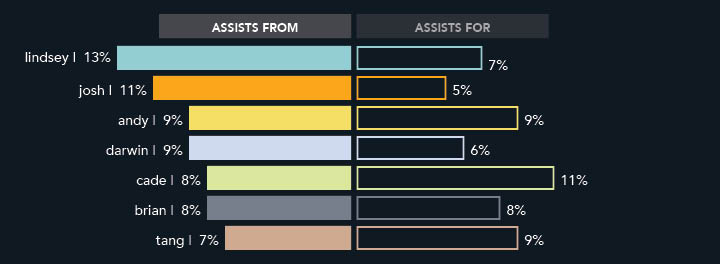 ASSISTS FROM ASSISTS FOR
lindsey | 13% 7%
josh | 11% 5%
andy | 9% 9%
darwin | 9% 6%
cade | 8% 11%
brian | 8% 8%
tang | 7% 9%